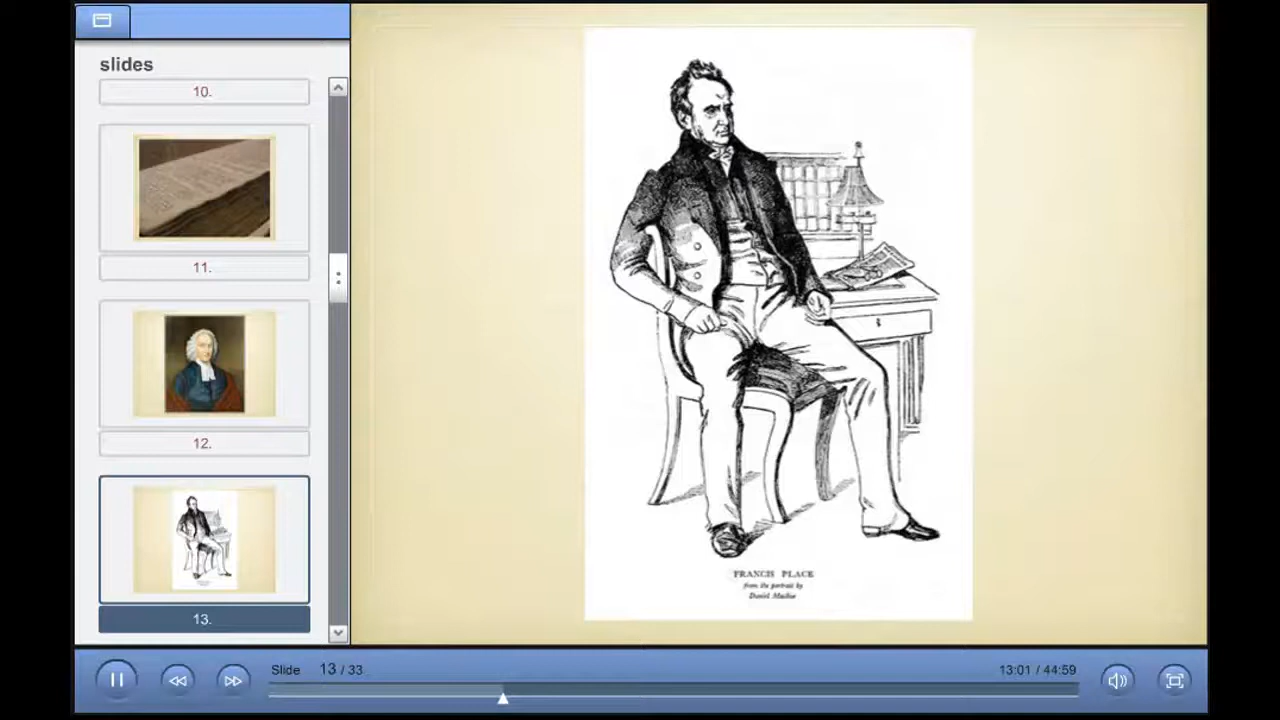 slides
10.
11.
12.
13.
FRANCIS PLACE
from the portrait by
Daniel Maclise
Slide 13 / 33
13:01 / 44:59